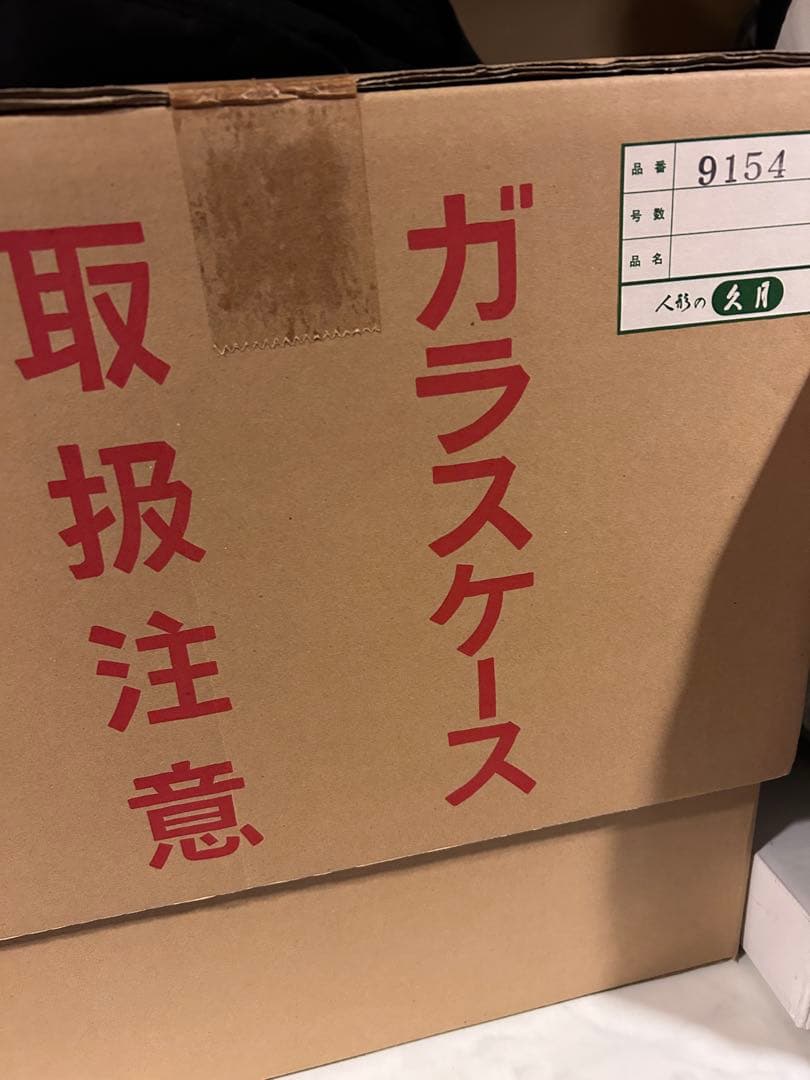 ガラスケース
取扱注意
品番 9154
号数
品名
人形の久月